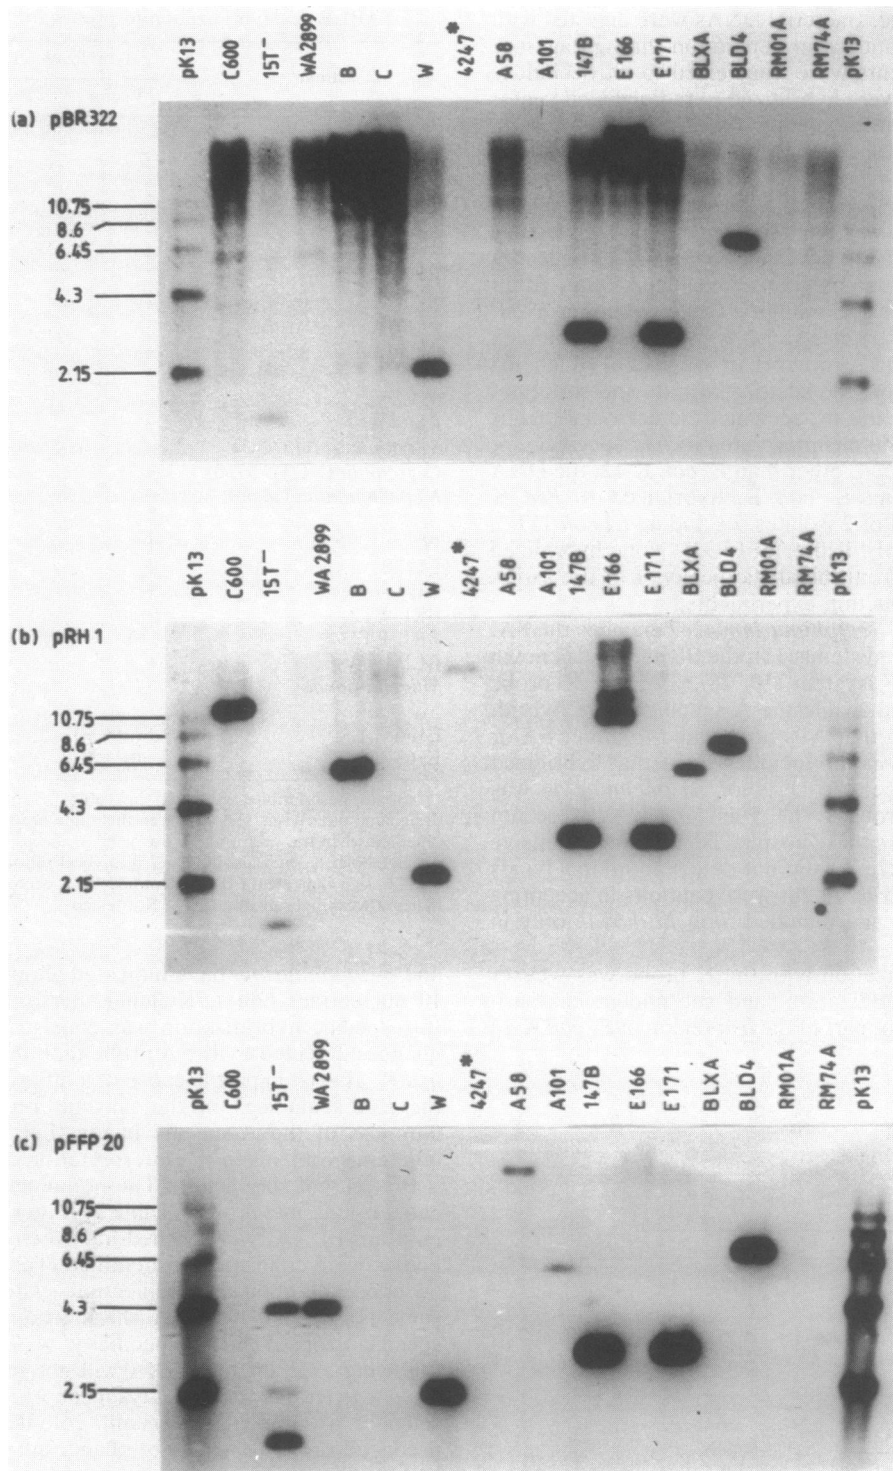 pK13 C600 15T⁻ WA2899 B C W 4247* A58 A101 147B E166 E171 BLXA BLD4 RM01A RM74A pK13
(a) pBR322
10.75
8.6
6.45
4.3
2.15
pK13 C600 15T⁻ WA2899 B C W 4247* A58 A101 147B E166 E171 BLXA BLD4 RM01A RM74A pK13
(b) pRH1
10.75
8.6
6.45
4.3
2.15
pK13 C600 15T⁻ WA2899 B C W 4247* A58 A101 147B E166 E171 BLXA BLD4 RM01A RM74A pK13
(c) pFFP20
10.75
8.6
6.45
4.3
2.15